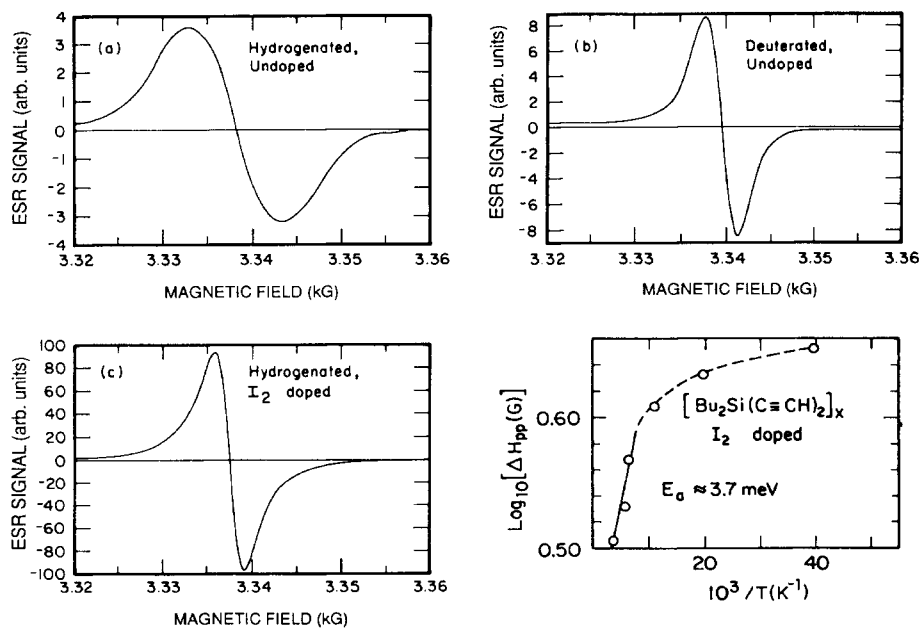 (a)
Hydrogenated,
Undoped
ESR SIGNAL (arb. units)
4
3
2
1
0
-1
-2
-3
-4
3.32 3.33 3.34 3.35 3.36
MAGNETIC FIELD (kG)
(b)
Deuterated,
Undoped
ESR SIGNAL (arb. units)
8
6
4
2
0
-2
-4
-6
-8
3.32 3.33 3.34 3.35 3.36
MAGNETIC FIELD (kG)
(c)
Hydrogenated,
I2 doped
ESR SIGNAL (arb. units)
100
80
60
40
20
0
-20
-40
-60
-80
-100
3.32 3.33 3.34 3.35 3.36
MAGNETIC FIELD (kG)
Log10[ΔHpp(G)]
0.60
0.50
[Bu2Si(C≡CH)2]x
I2 doped
Ea ≈ 3.7 meV
0 20 40
10^3/T(K^-1)